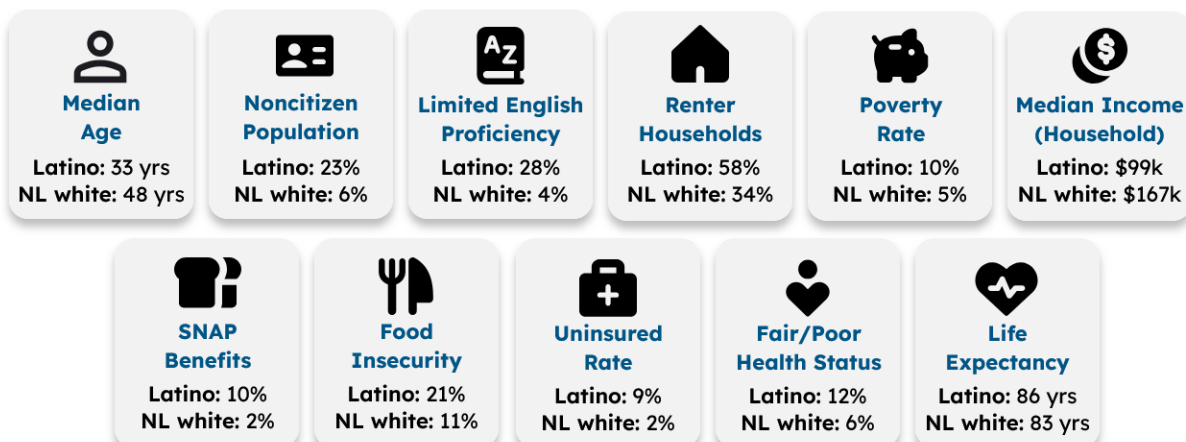 Median
Age
Latino: 33 yrs
NL white: 48 yrs
Noncitizen
Population
Latino: 23%
NL white: 6%
AZ
Limited English
Proficiency
Latino: 28%
NL white: 4%
Renter
Households
Latino: 58%
NL white: 34%
Poverty
Rate
Latino: 10%
NL white: 5%
$
Median Income
(Household)
Latino: $99k
NL white: $167k
SNAP
Benefits
Latino: 10%
NL white: 2%
Food
Insecurity
Latino: 21%
NL white: 11%
Uninsured
Rate
Latino: 9%
NL white: 2%
Fair/Poor
Health Status
Latino: 12%
NL white: 6%
Life
Expectancy
Latino: 86 yrs
NL white: 83 yrs